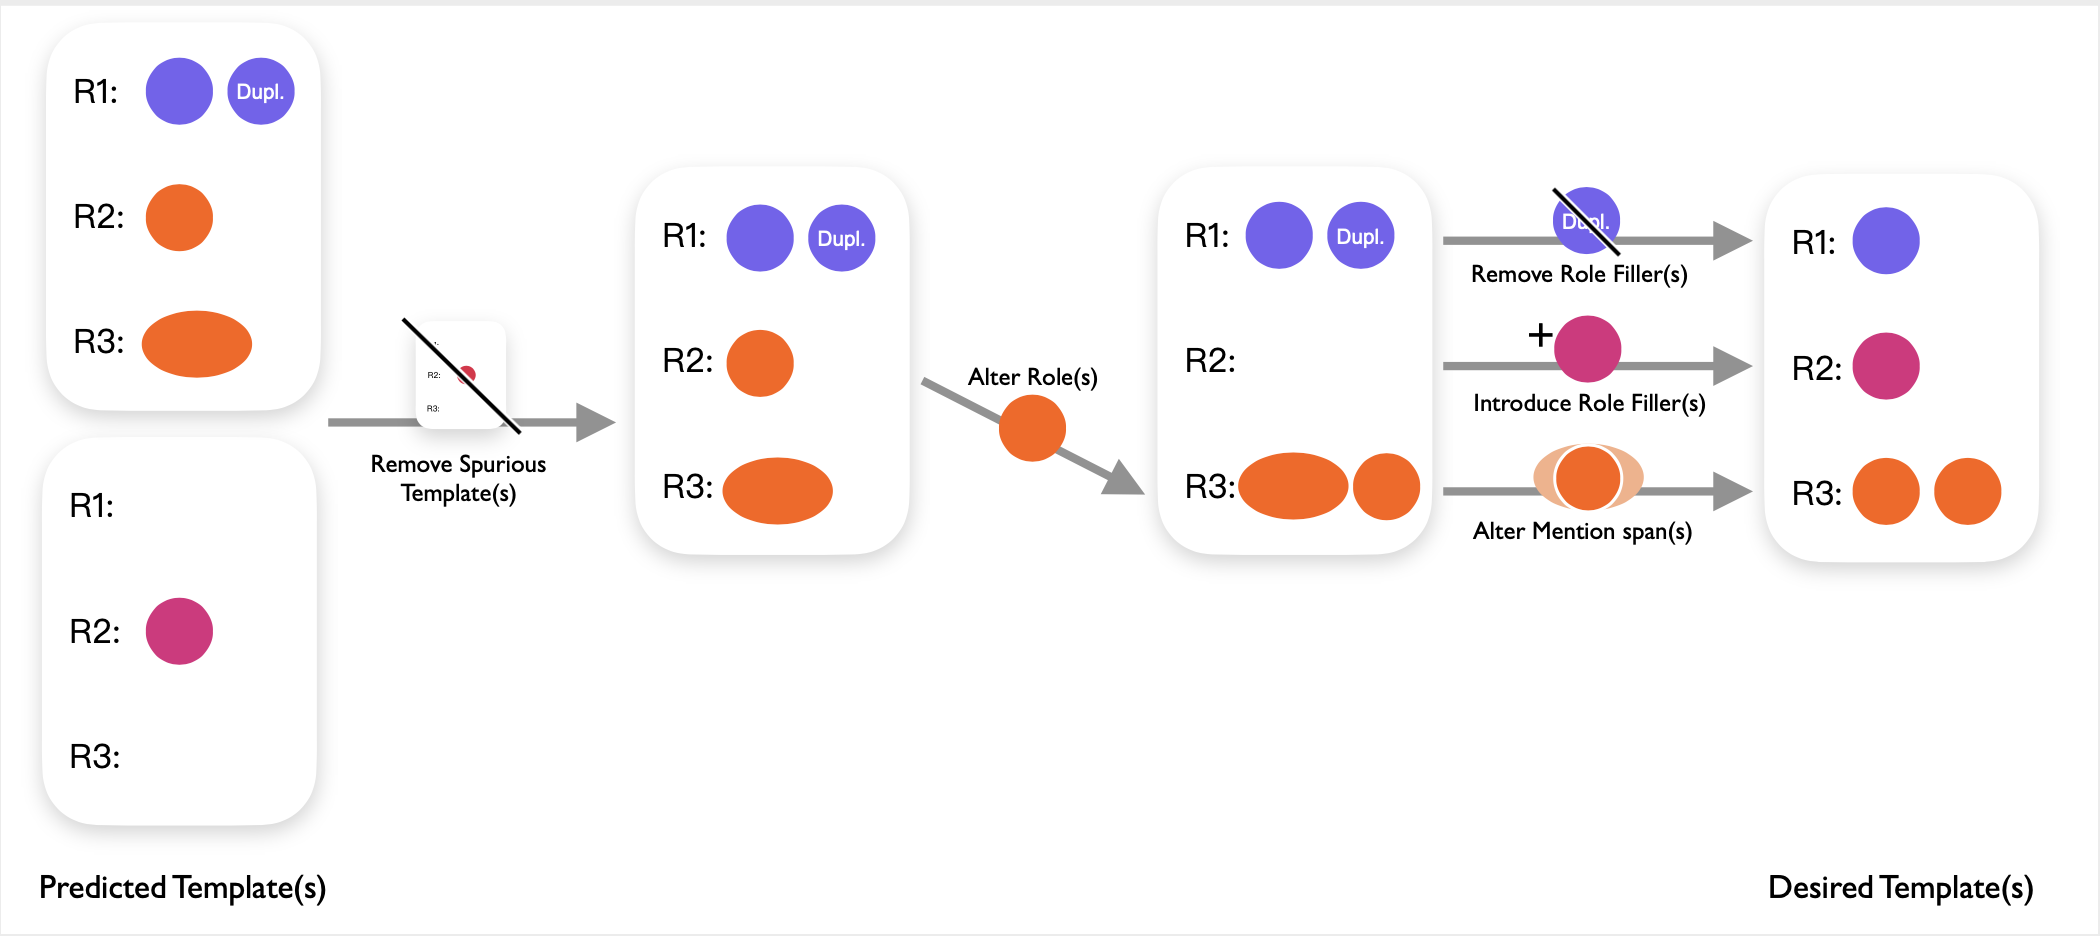 R1: Dupl.
R2:
R3:
R1:
R2:
R3:
Predicted Template(s)
R2:
R3:
Remove Spurious
Template(s)
R1: Dupl.
R2:
R3:
Alter Role(s)
R1: Dupl.
R2:
R3:
Dupl.
Remove Role Filler(s)
+
Introduce Role Filler(s)
Alter Mention span(s)
R1:
R2:
R3:
Desired Template(s)